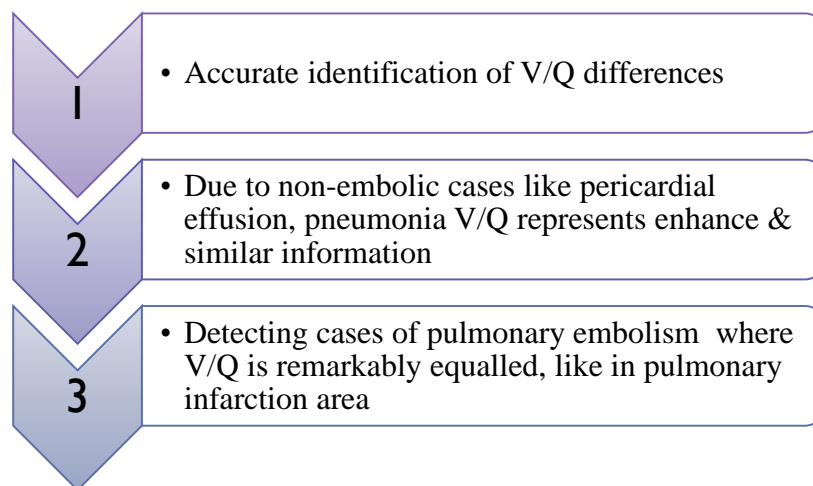 1
• Accurate identification of V/Q differences
2
• Due to non-embolic cases like pericardial
effusion, pneumonia V/Q represents enhance &
similar information
3
• Detecting cases of pulmonary embolism where
V/Q is remarkably equalled, like in pulmonary
infarction area